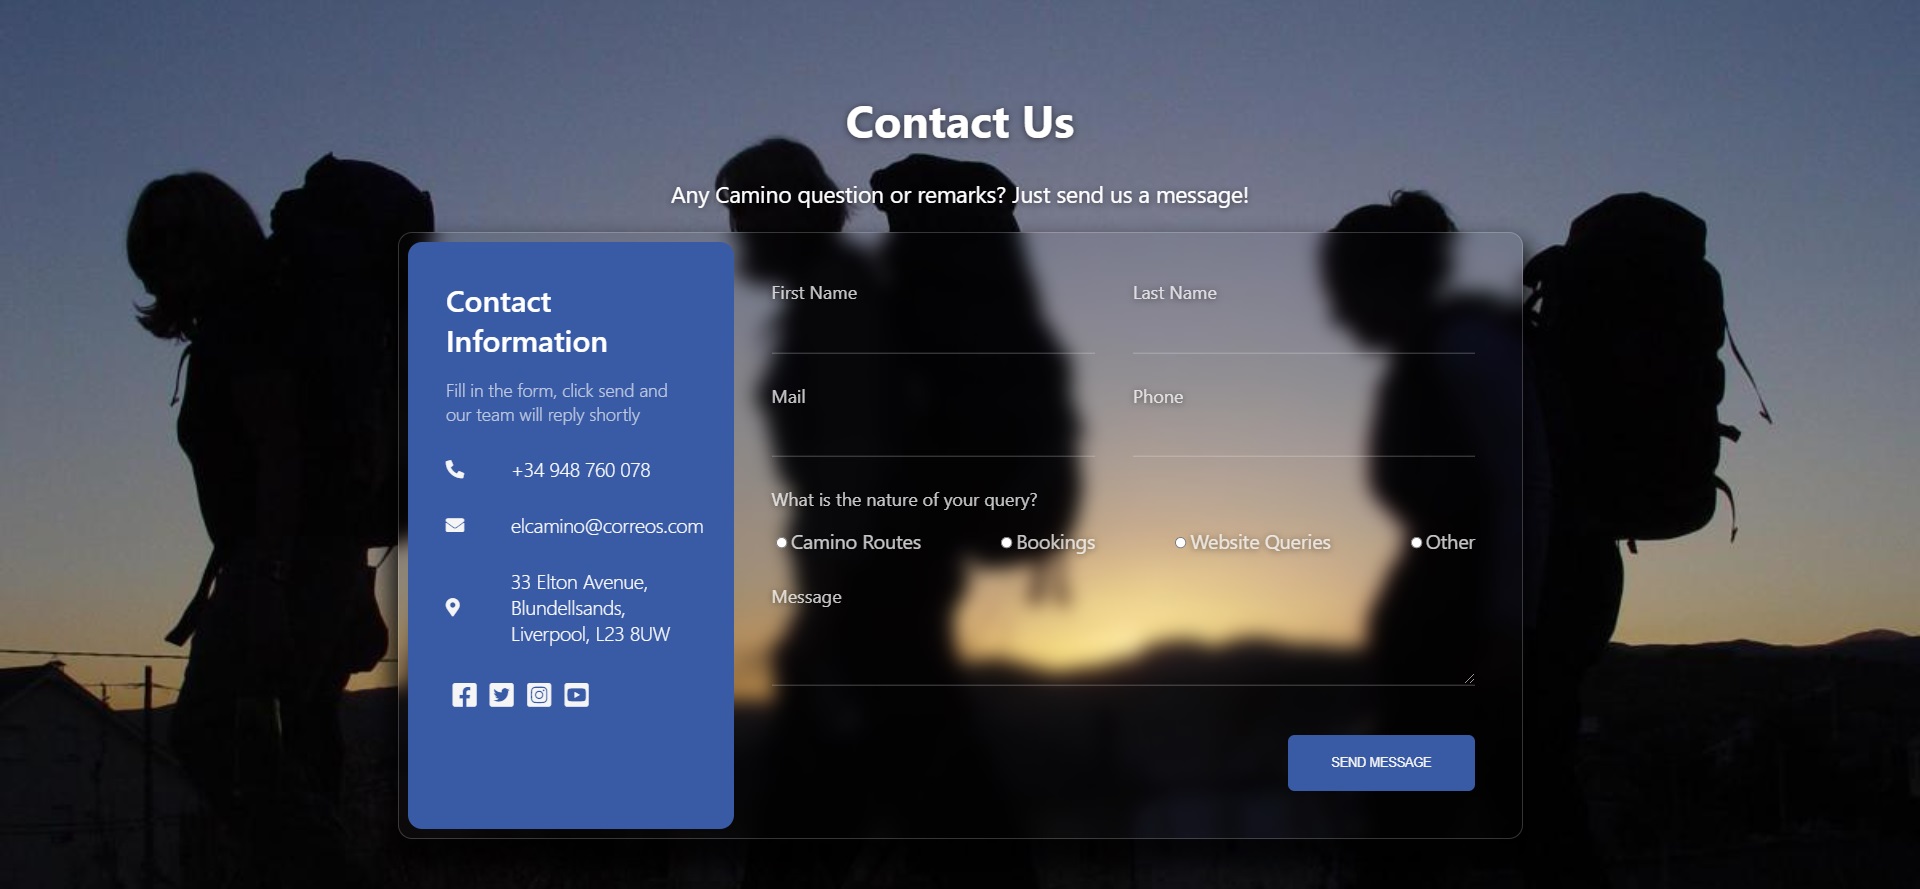 Contact Us
Any Camino question or remarks? Just send us a message!
Contact
Information
Fill in the form, click send and
our team will reply shortly
+34 948 760 078
elcamino@correos.com
33 Elton Avenue,
Blundellsands,
Liverpool, L23 8UW
First Name
Last Name
Mail
Phone
What is the nature of your query?
Camino Routes
Bookings
Website Queries
Other
Message
SEND MESSAGE